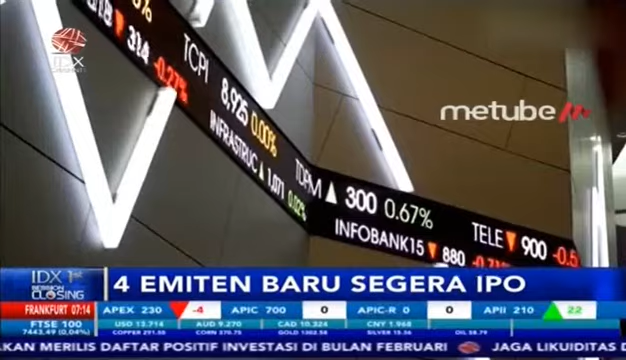 IDX
CHANNEL
314 -0.27%
TCPI 8,925 0.00%
INFRASTRUC 1,071 0.02%
TDPM 300 0.67%
INFOBANK15 880
TELE 900 -0.5
metube
IDX 1st SESSION CLOSING
4 EMITEN BARU SEGERA IPO
FRANKFURT 07:14 APEX 230 -4 APIC 700 0 APIC-R 0 0 APII 210 22
FTSE 100 USD 13.714 AUD 9.270 CAD 10.324 CNY 1.968
7443.49 (0.04%)
AKAN MERILIS DAFTAR POSITIF INVESTASI DI BULAN FEBRUARI JAGA LIKUIDITAS D